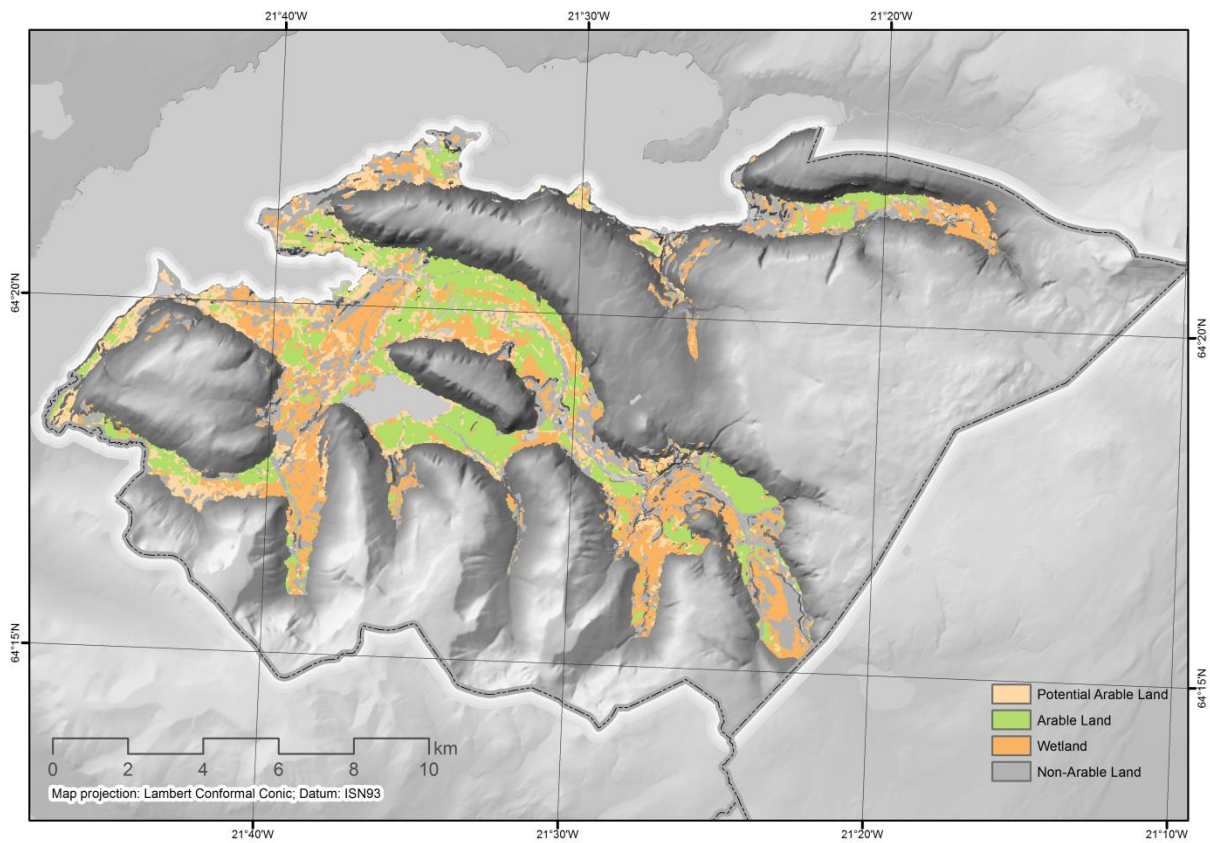 21°40'W
21°30'W
21°20'W
64°20'N
64°20'N
64°15'N
64°15'N
Potential Arable Land
Arable Land
Wetland
Non-Arable Land
km
0 2 4 6 8 10
Map projection: Lambert Conformal Conic; Datum: ISN93
21°40'W
21°30'W
21°20'W
21°10'W